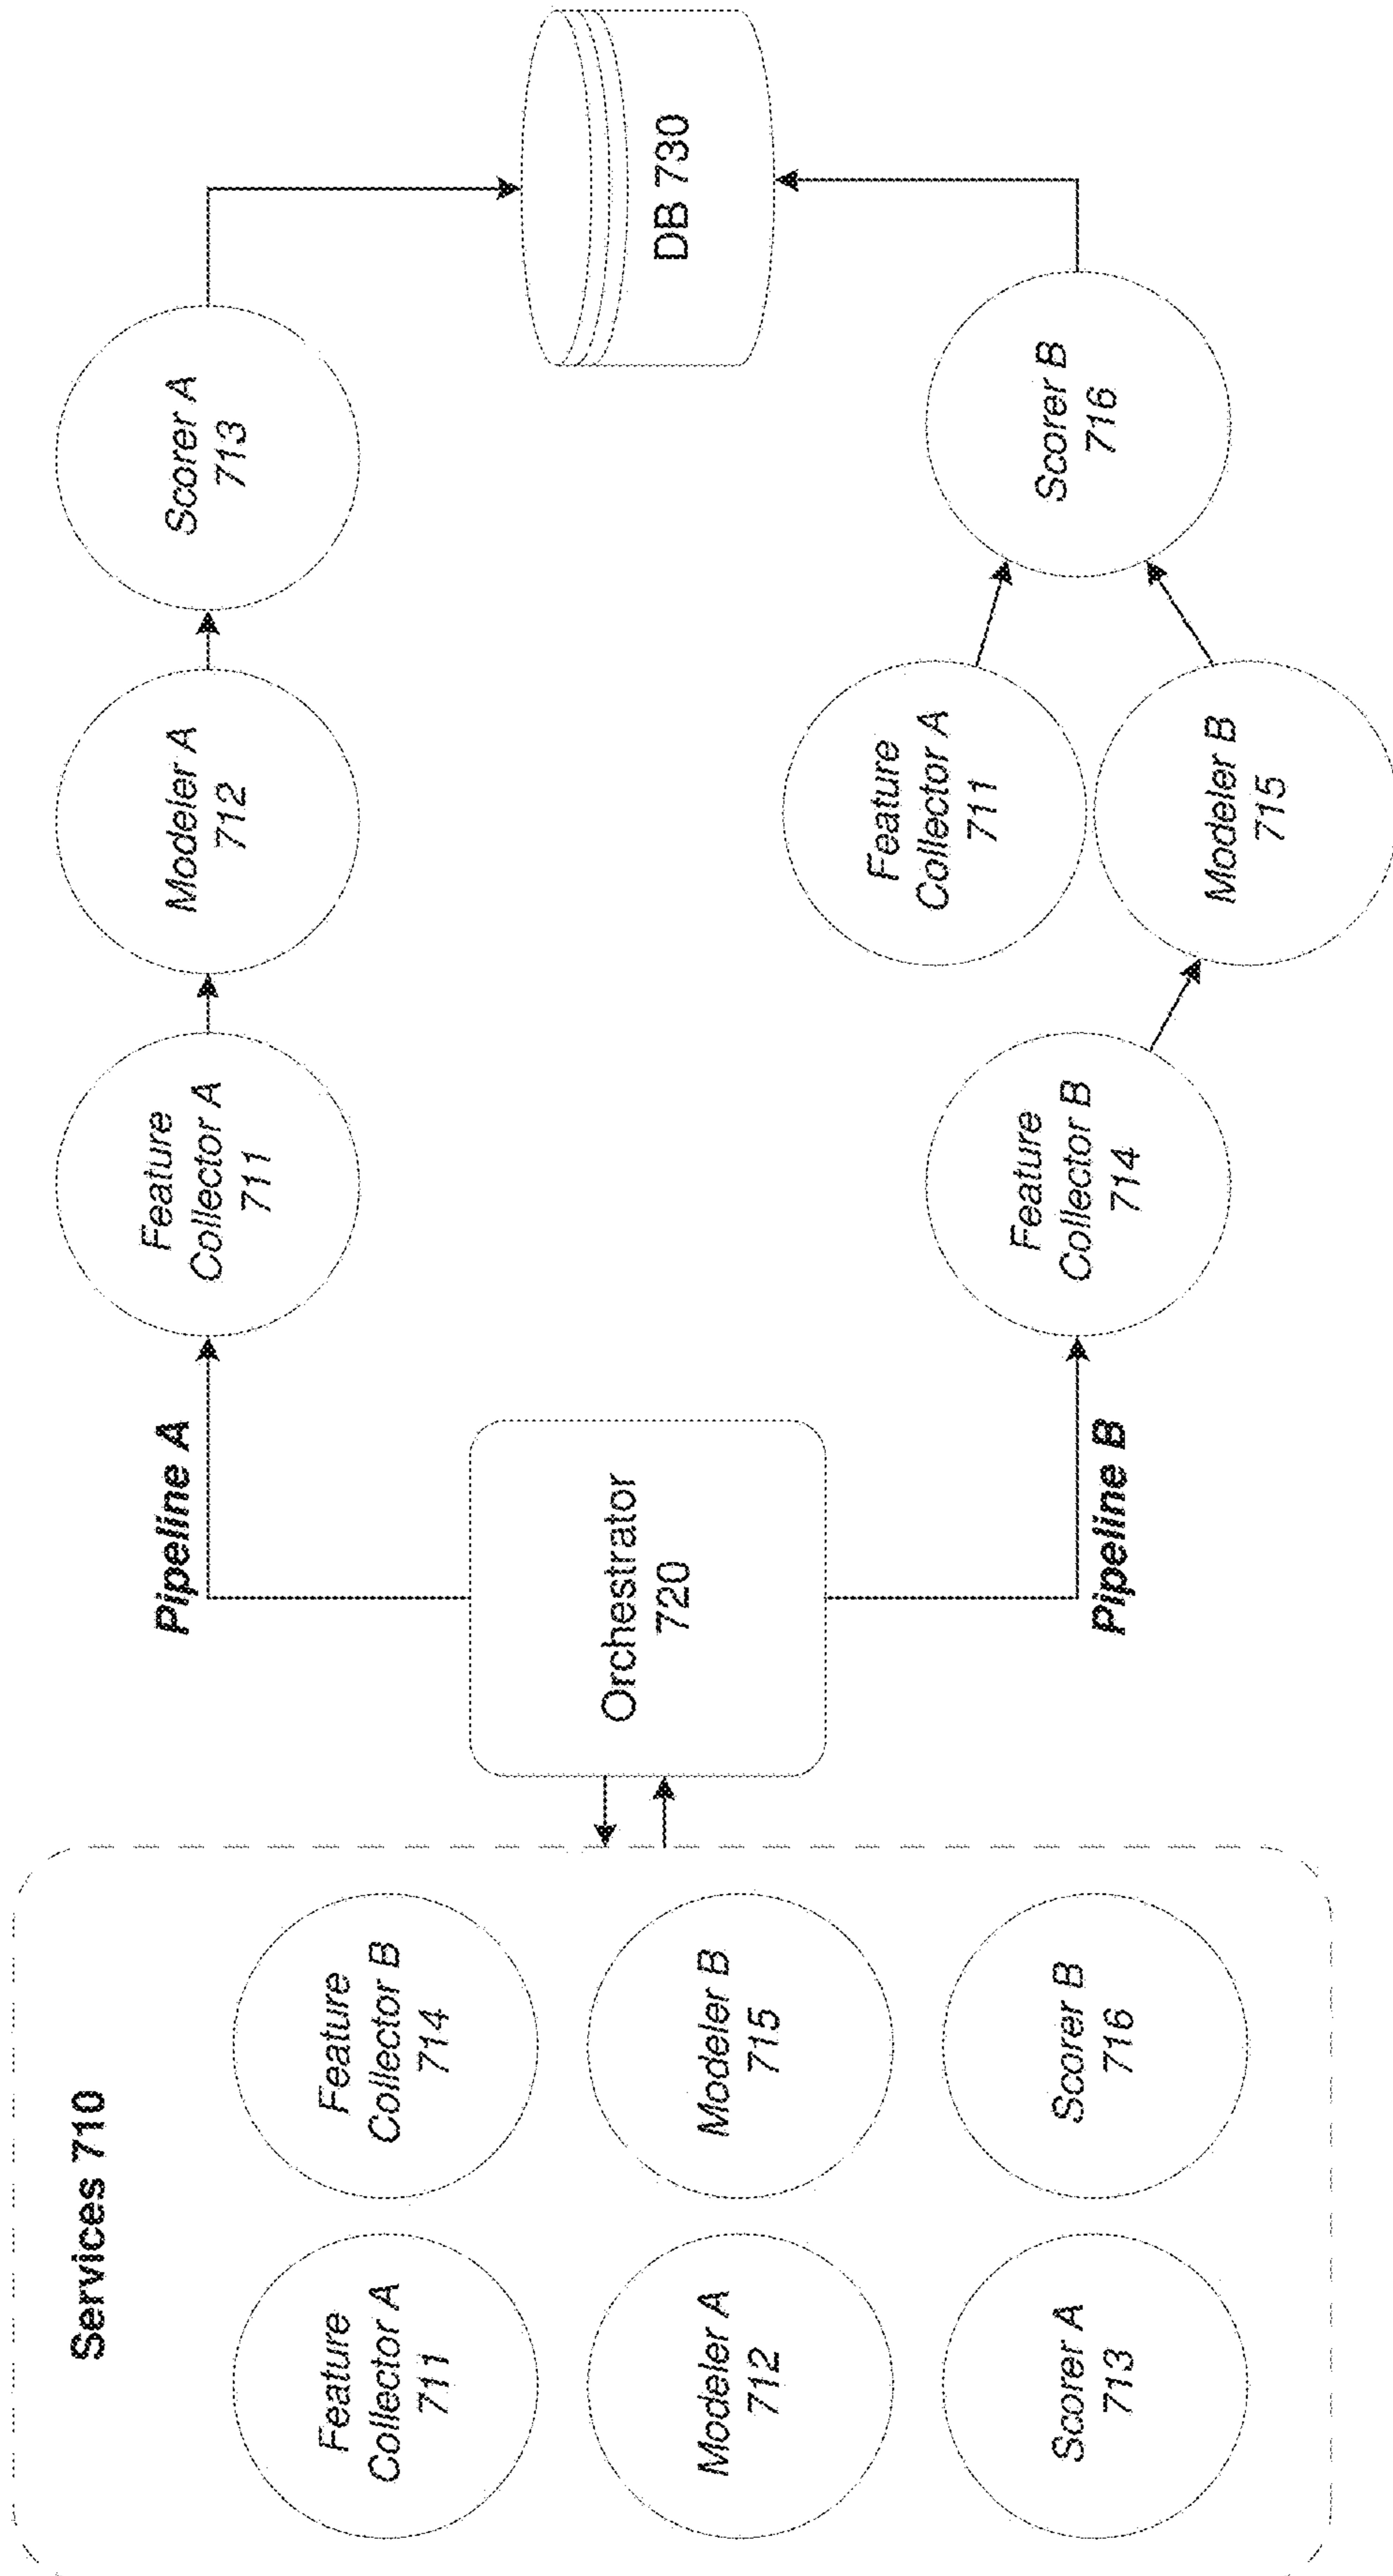 Services 710
Feature
Collector A
711
Feature
Collector B
714
Modeler A
712
Modeler B
715
Scorer A
713
Scorer B
716
Orchestrator
720
Pipeline A
Feature
Collector A
711
Modeler A
712
Scorer A
713
Pipeline B
Feature
Collector B
714
Feature
Collector A
711
Modeler B
715
Scorer B
716
DB 730